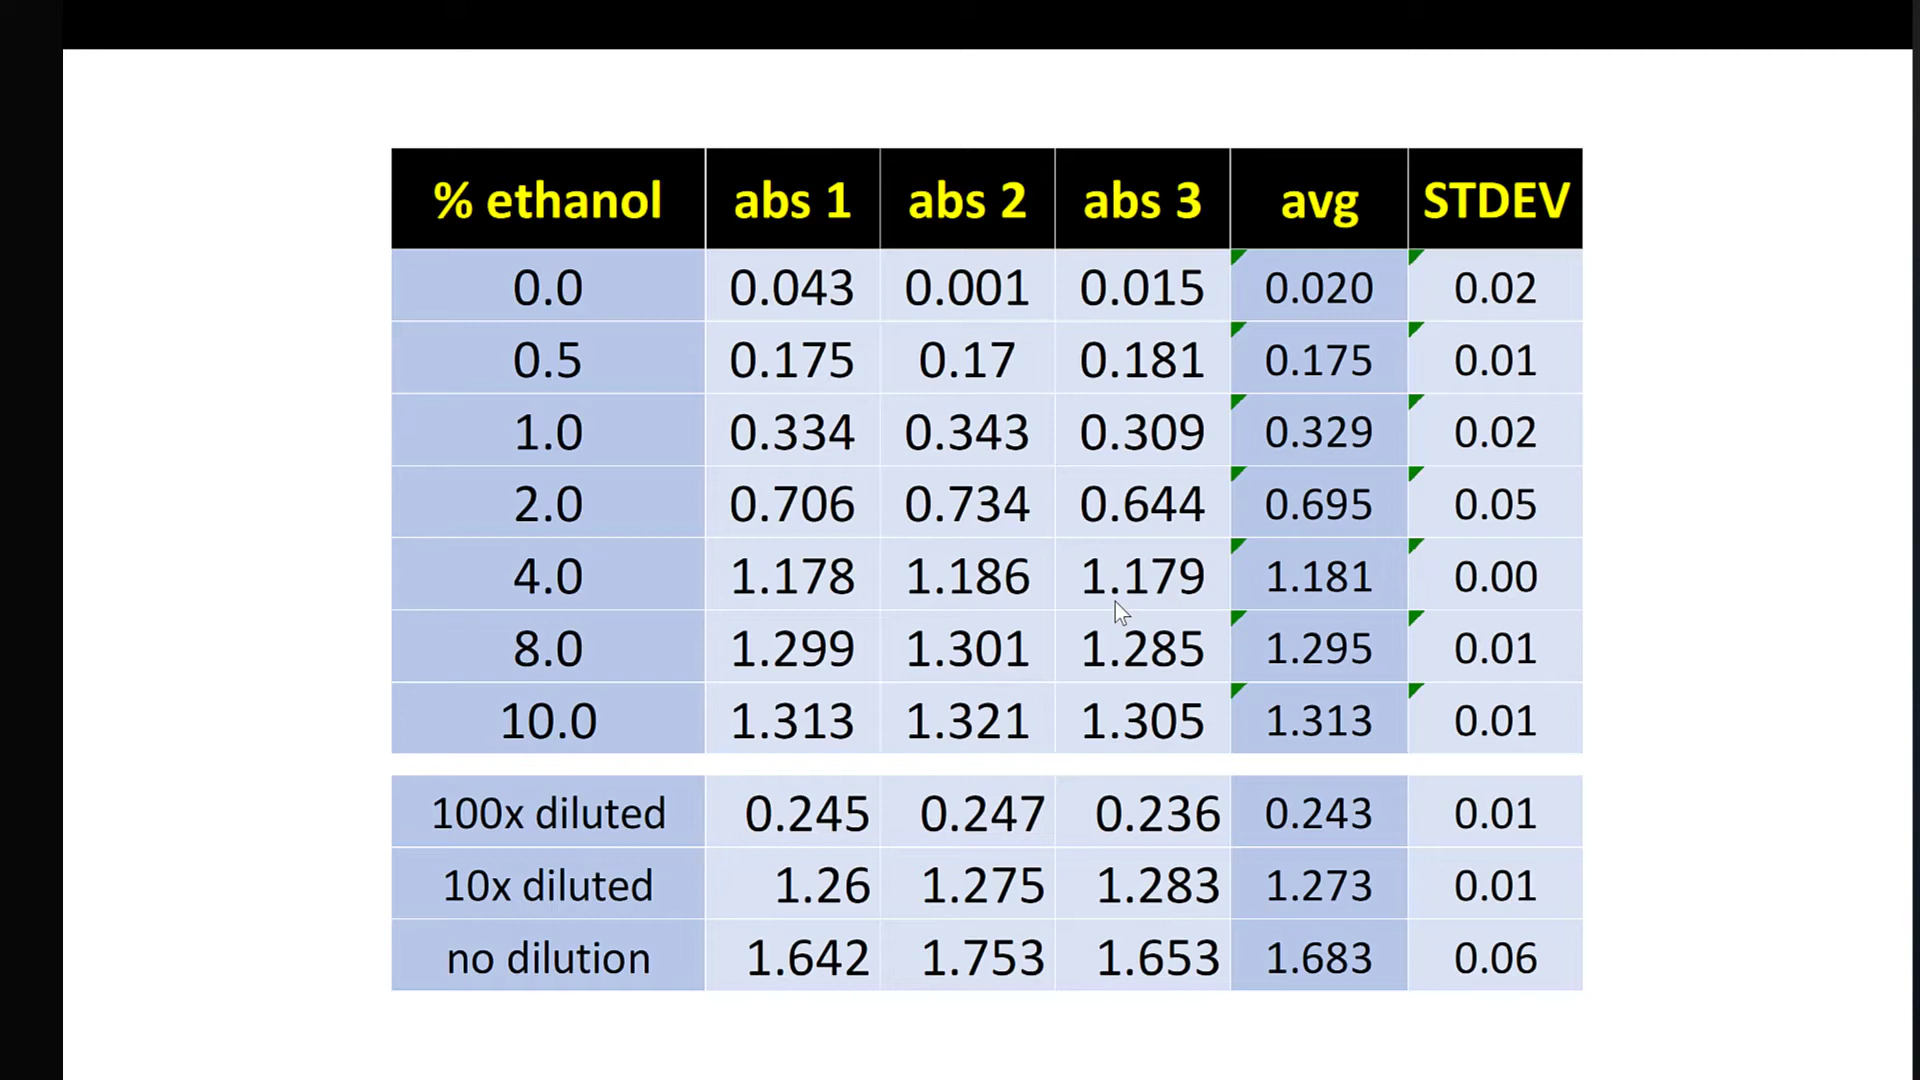 % ethanol abs 1 abs 2 abs 3 avg STDEV
0.0 0.043 0.001 0.015 0.020 0.02
0.5 0.175 0.17 0.181 0.175 0.01
1.0 0.334 0.343 0.309 0.329 0.02
2.0 0.706 0.734 0.644 0.695 0.05
4.0 1.178 1.186 1.179 1.181 0.00
8.0 1.299 1.301 1.285 1.295 0.01
10.0 1.313 1.321 1.305 1.313 0.01
100x diluted 0.245 0.247 0.236 0.243 0.01
10x diluted 1.26 1.275 1.283 1.273 0.01
no dilution 1.642 1.753 1.653 1.683 0.06